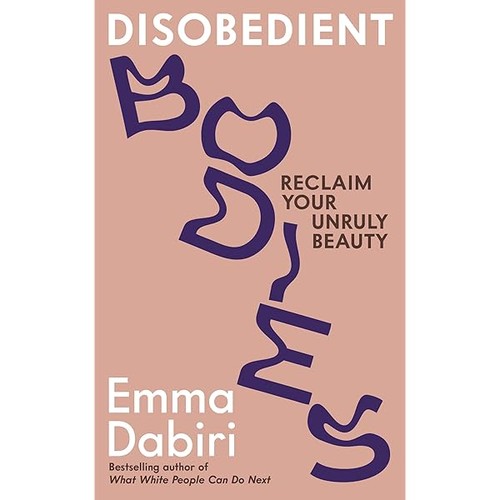 DISOBEDIENT
BODIES
RECLAIM
YOUR
UNRULY
BEAUTY
Emma
Dabiri
Bestselling author of
What White People Can Do Next